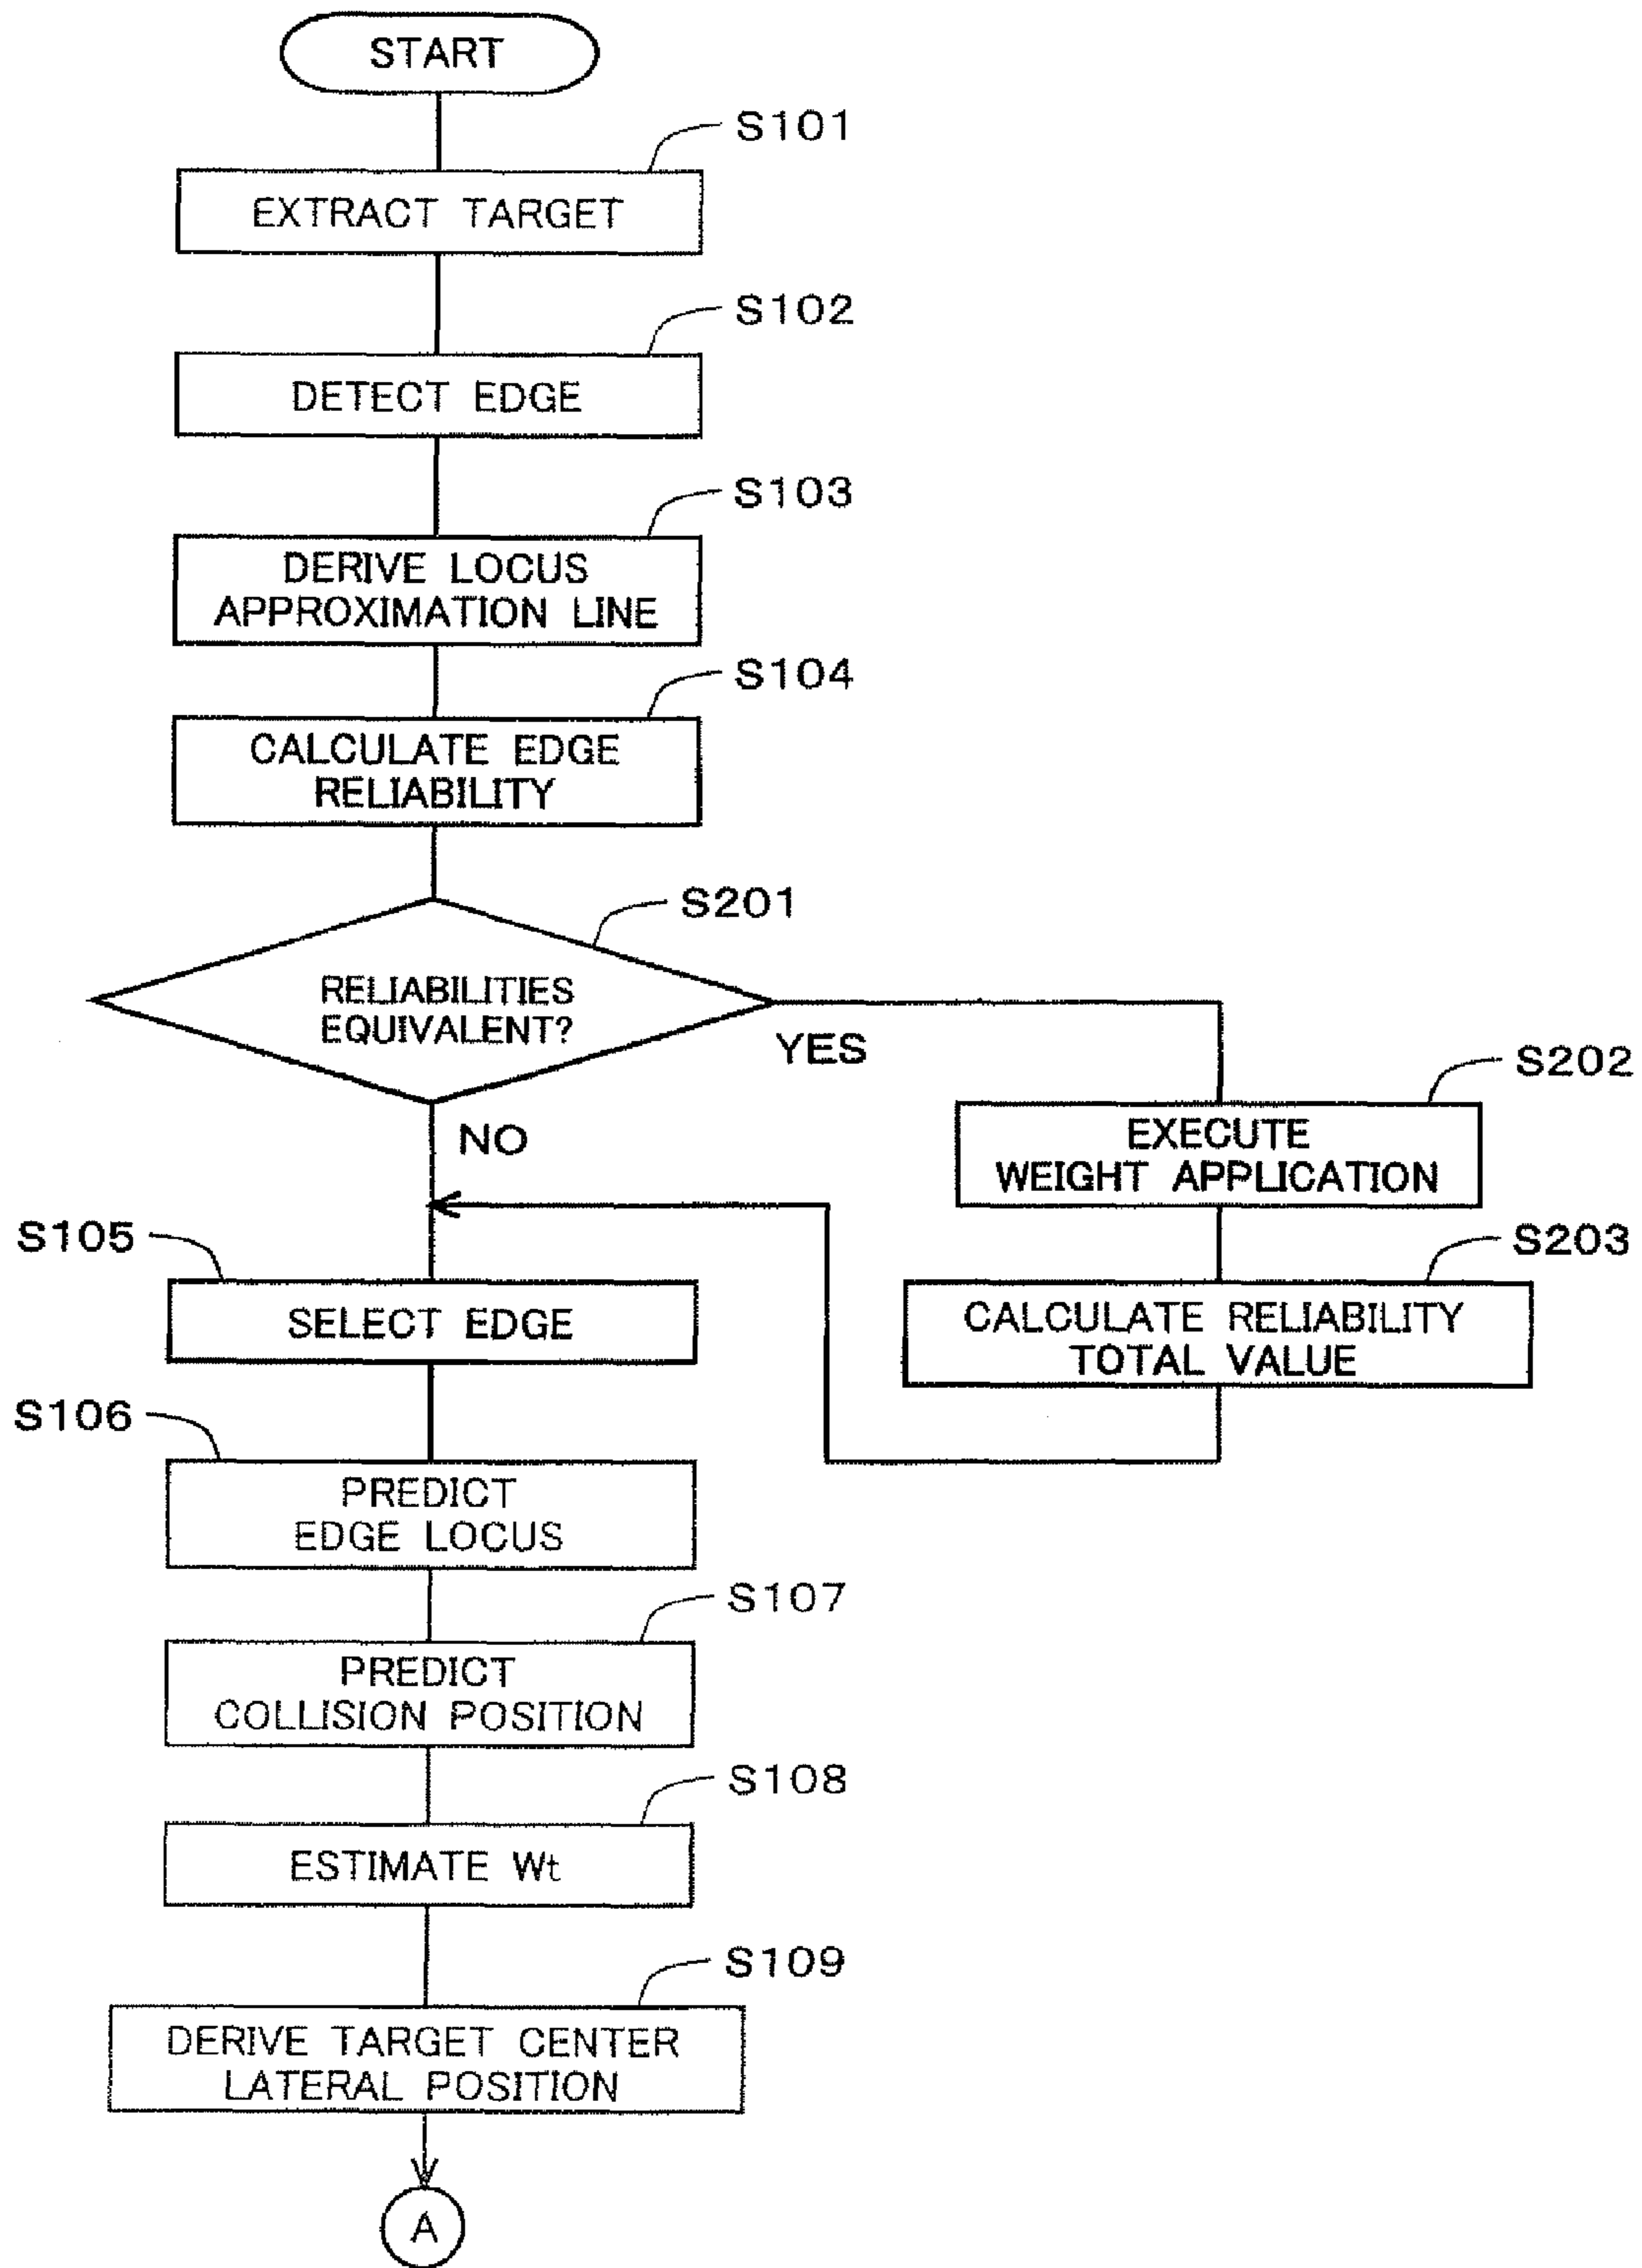 START
S101
EXTRACT TARGET
S102
DETECT EDGE
S103
DERIVE LOCUS
APPROXIMATION LINE
S104
CALCULATE EDGE
RELIABILITY
S201
RELIABILITIES
EQUIVALENT?
YES
NO
S202
EXECUTE
WEIGHT APPLICATION
S203
CALCULATE RELIABILITY
TOTAL VALUE
S105
SELECT EDGE
S106
PREDICT
EDGE LOCUS
S107
PREDICT
COLLISION POSITION
S108
ESTIMATE Wt
S109
DERIVE TARGET CENTER
LATERAL POSITION
A